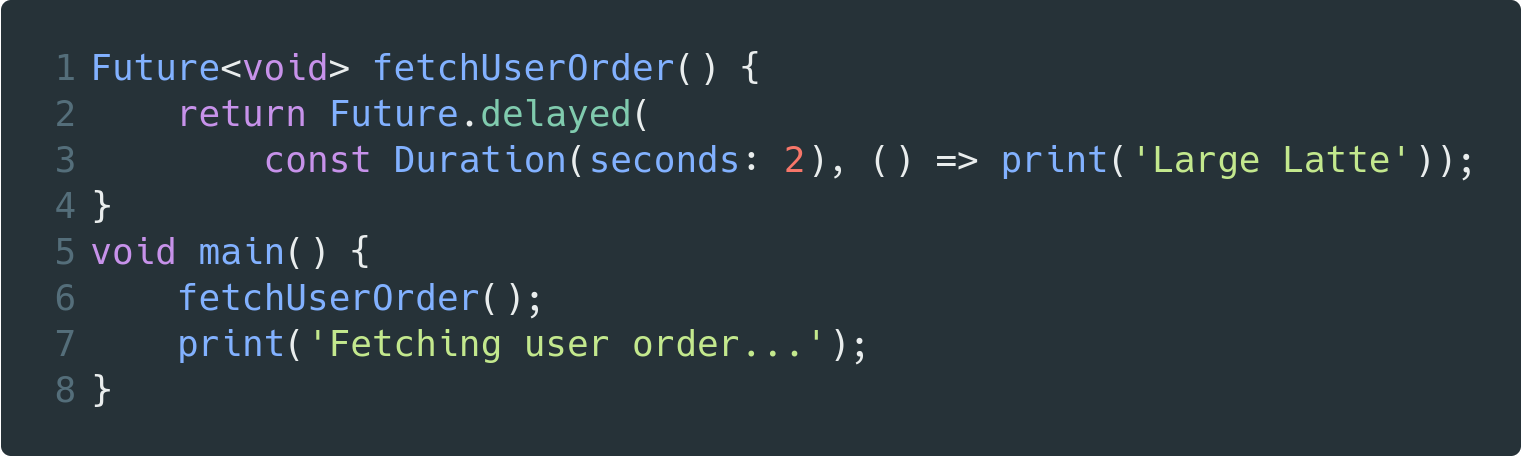 1 Future<void> fetchUserOrder() {
2     return Future.delayed(
3         const Duration(seconds: 2), () => print('Large Latte'));
4 }
5 void main() {
6     fetchUserOrder();
7     print('Fetching user order...');
8 }